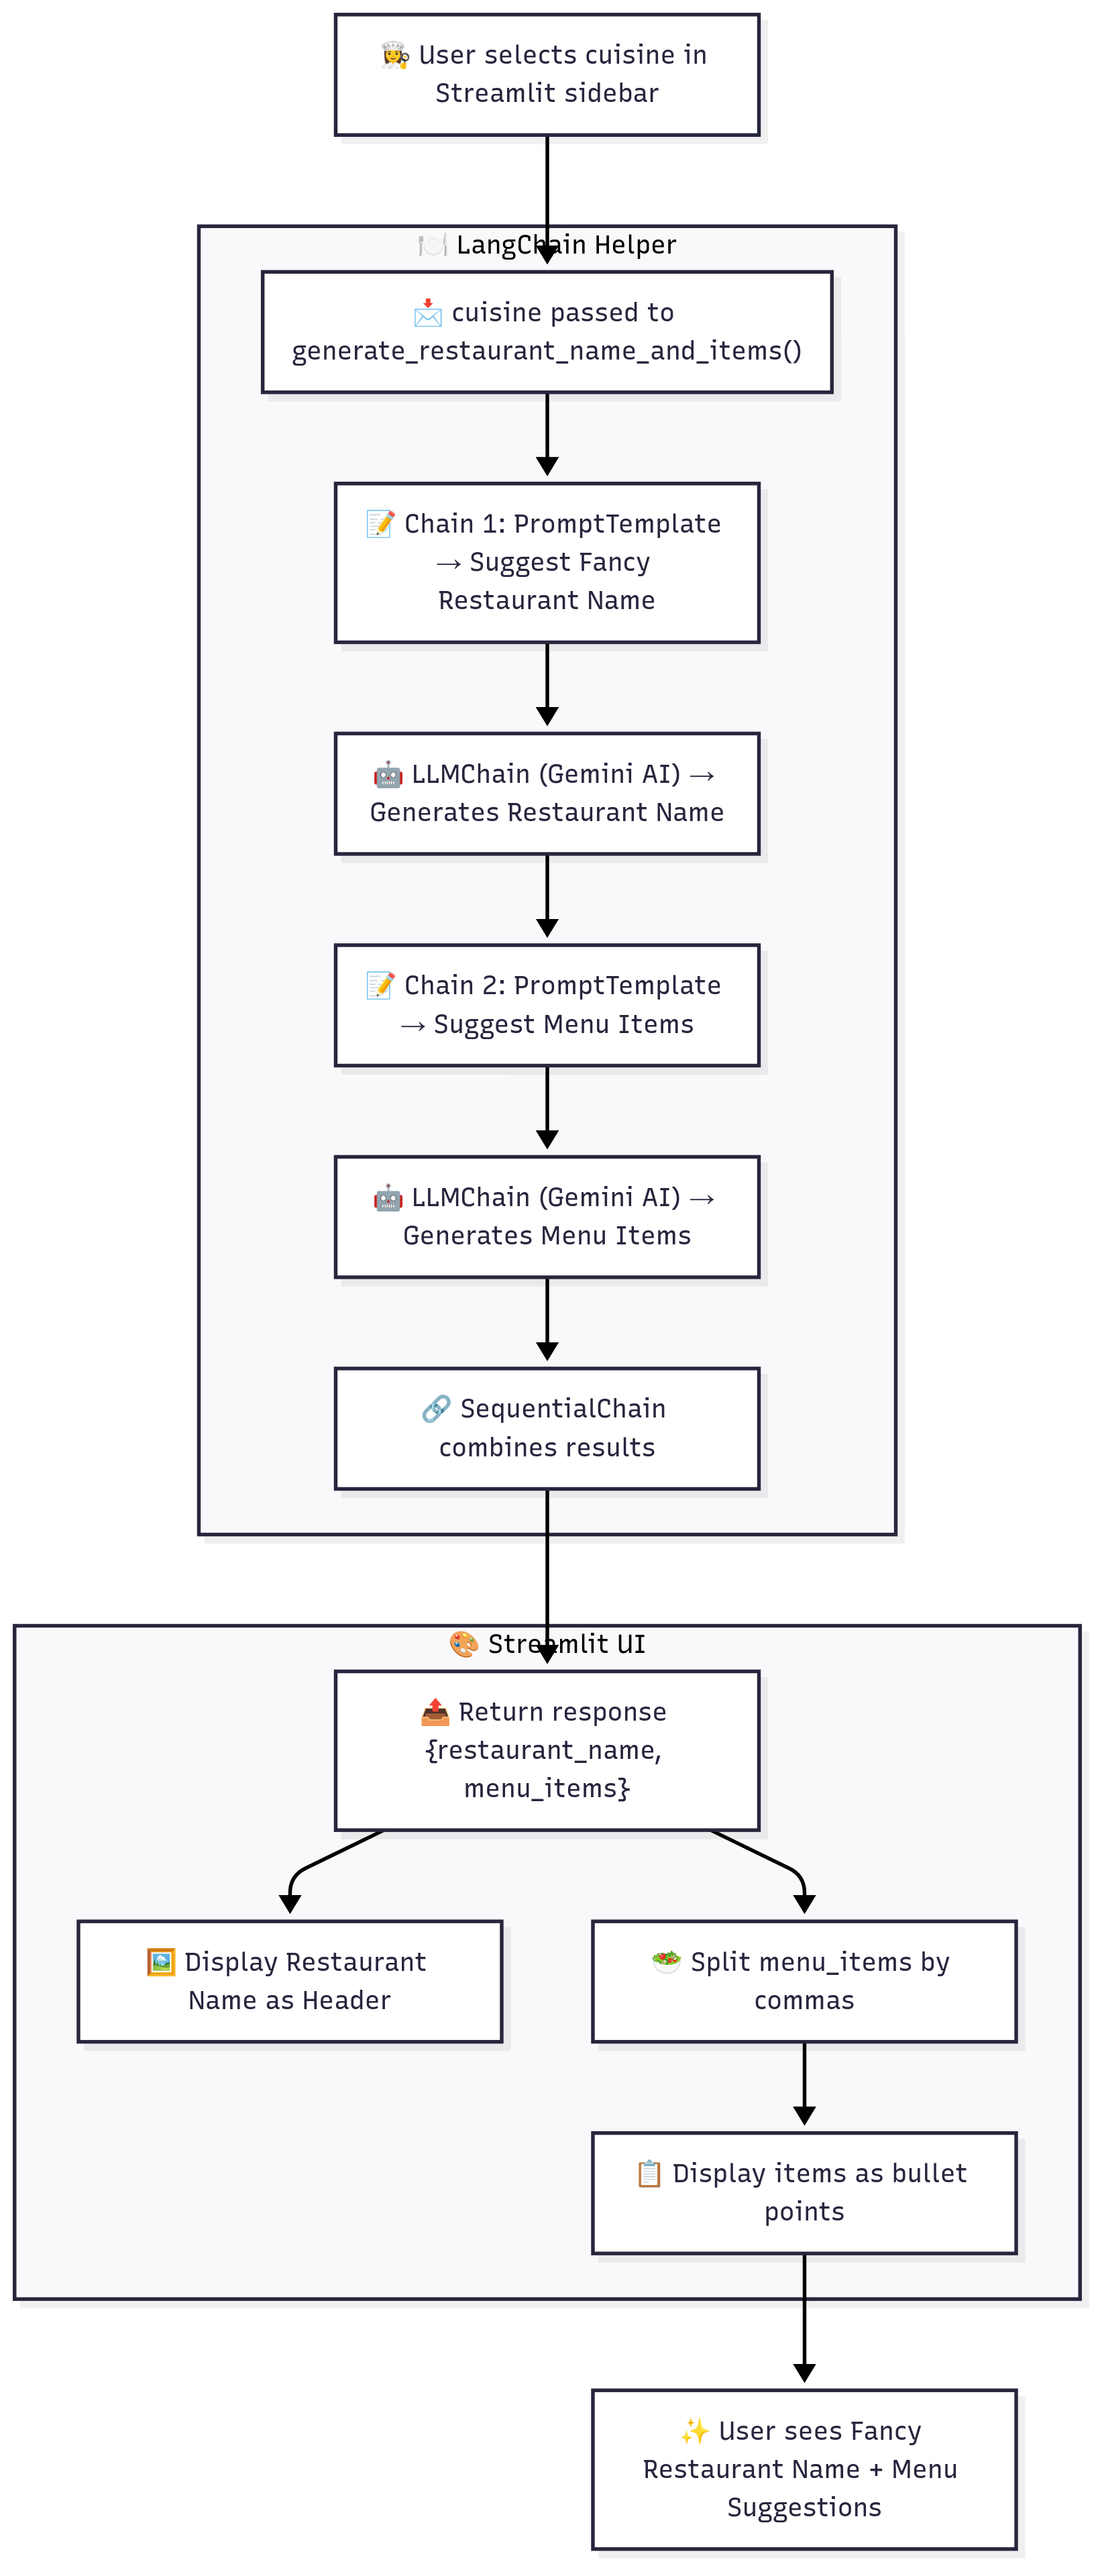 👩‍🍳 User selects cuisine in
Streamlit sidebar
🍽️ LangChain Helper
📩 cuisine passed to
generate_restaurant_name_and_items()
📝 Chain 1: PromptTemplate
→ Suggest Fancy
Restaurant Name
🤖 LLMChain (Gemini AI) →
Generates Restaurant Name
📝 Chain 2: PromptTemplate
→ Suggest Menu Items
🤖 LLMChain (Gemini AI) →
Generates Menu Items
🔗 SequentialChain
combines results
🎨 Streamlit UI
📤 Return response
{restaurant_name,
menu_items}
🖼️ Display Restaurant
Name as Header
🥗 Split menu_items by
commas
📋 Display items as bullet
points
✨ User sees Fancy
Restaurant Name + Menu
Suggestions